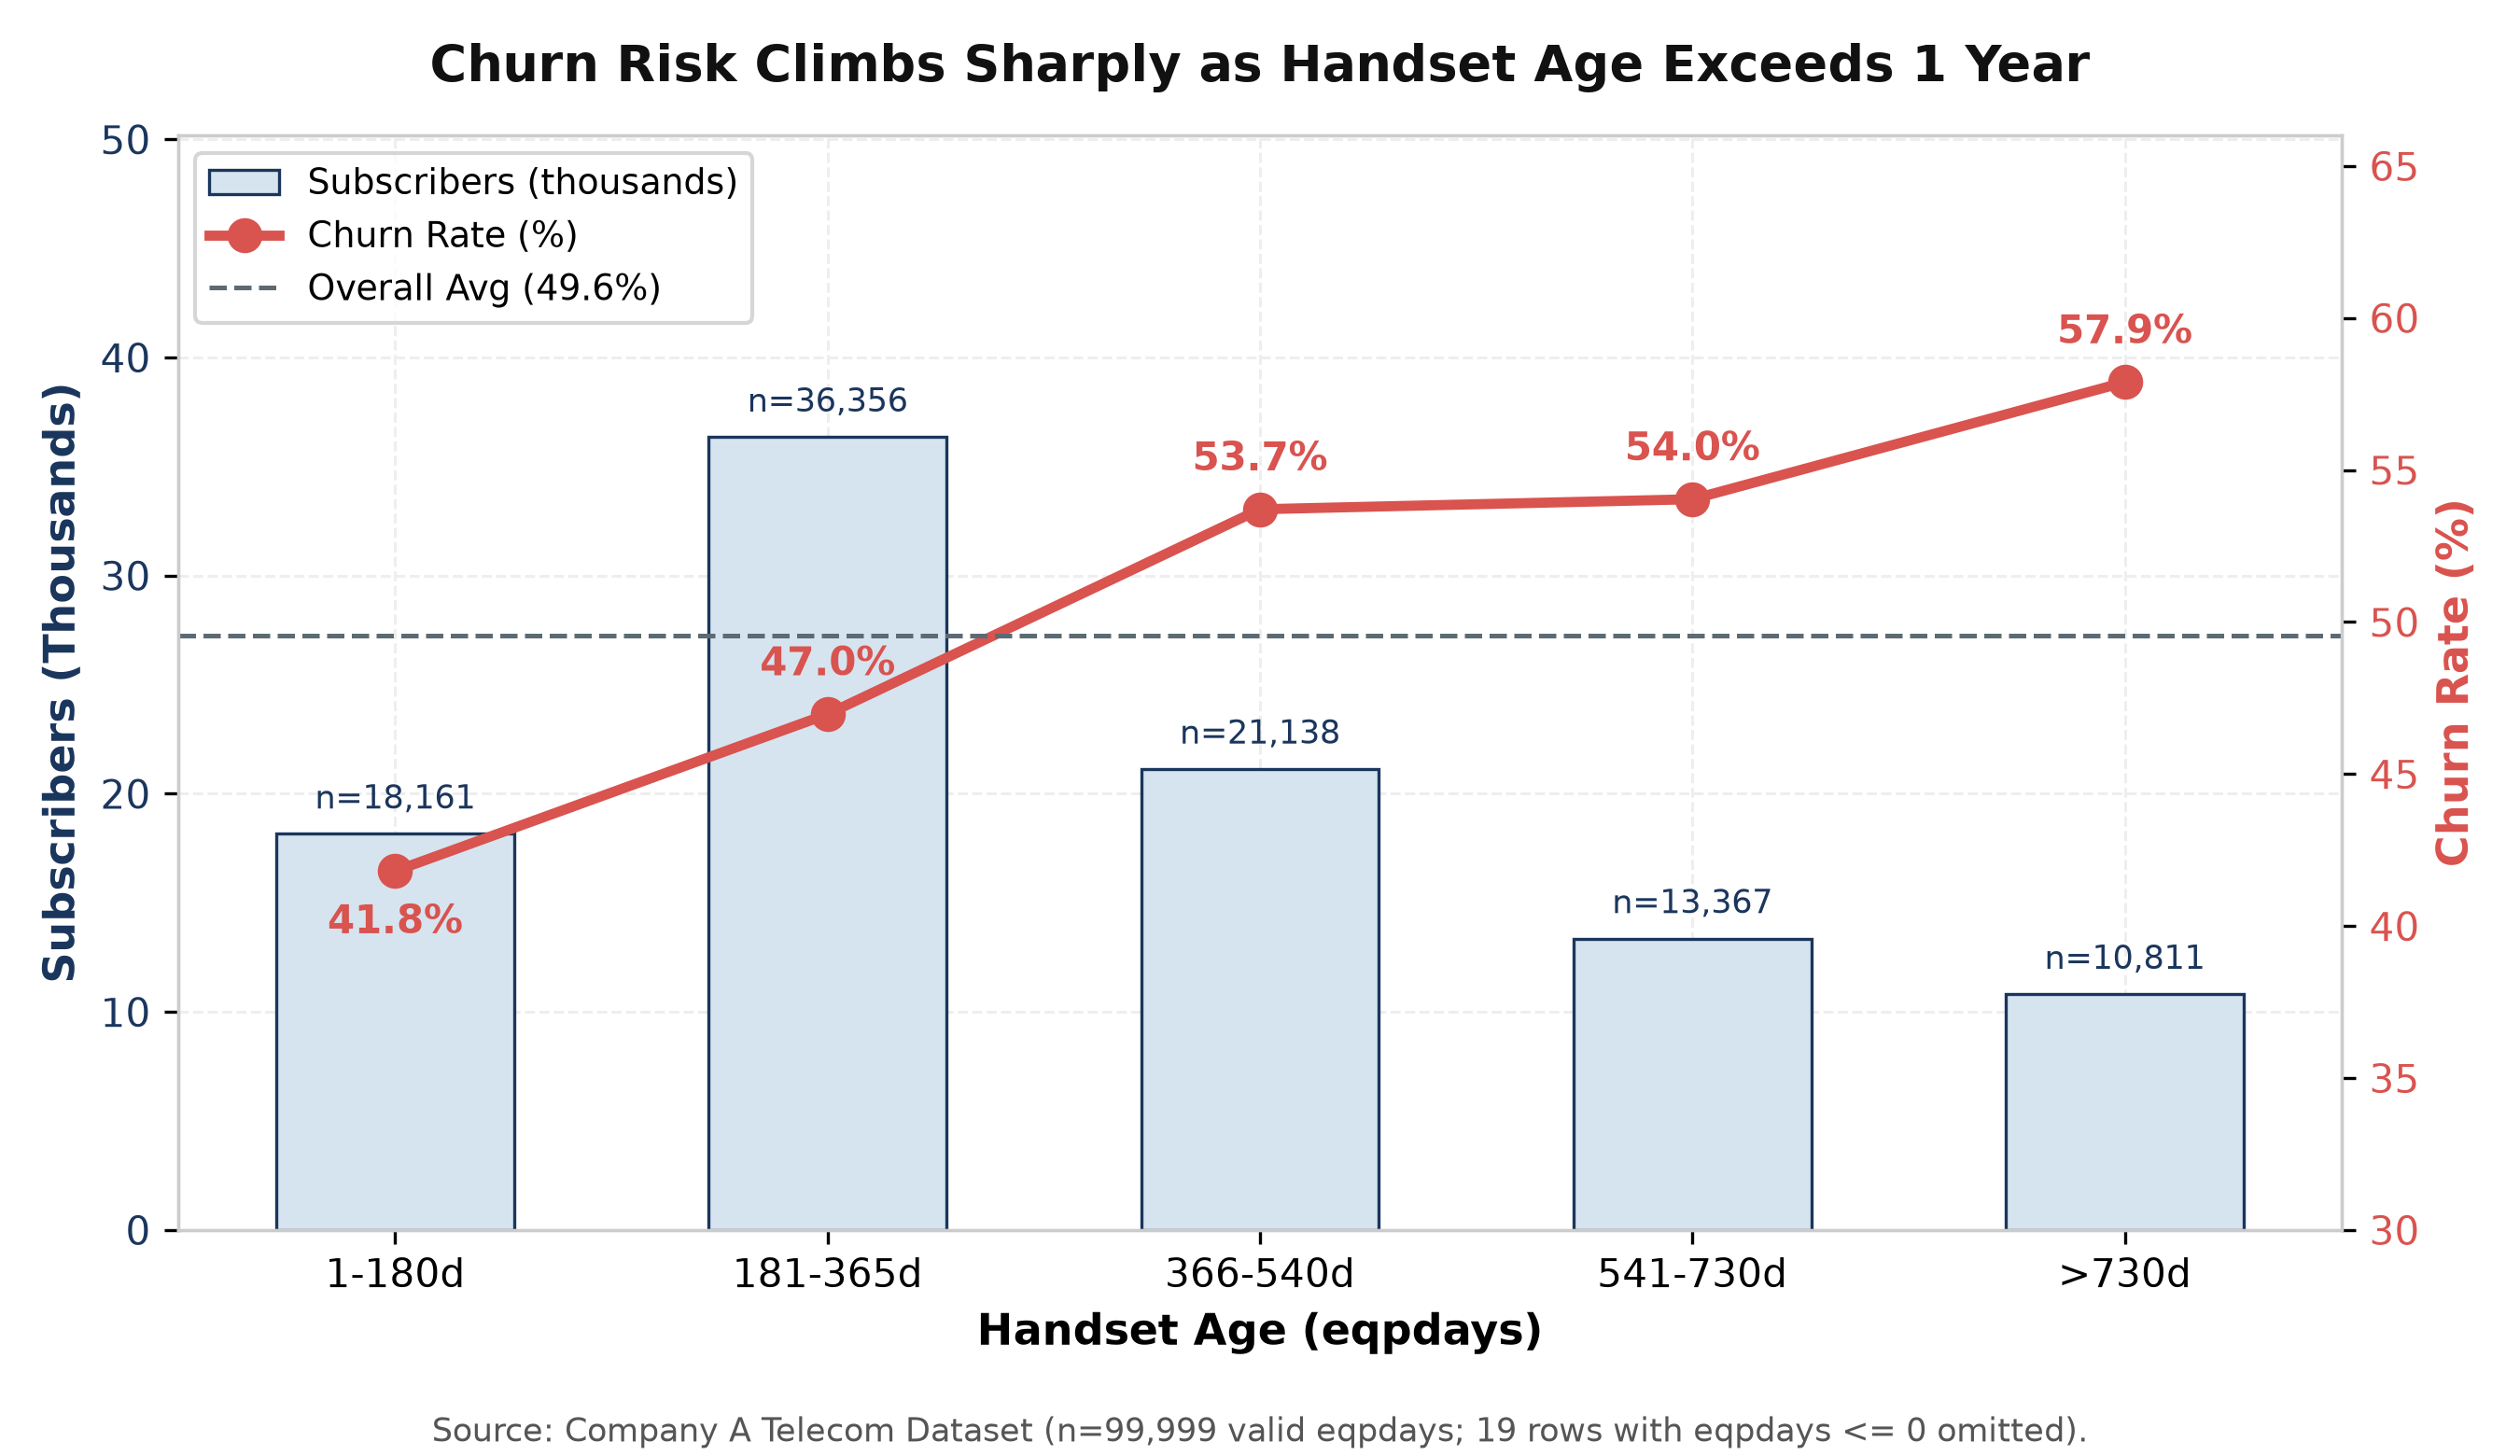 Churn Risk Climbs Sharply as Handset Age Exceeds 1 Year
Subscribers (thousands)
Churn Rate (%)
Overall Avg (49.6%)
Subscribers (Thousands)
50
40
30
20
10
0
n=18,161
n=36,356
n=21,138
n=13,367
n=10,811
41.8%
47.0%
53.7%
54.0%
57.9%
65
60
55
50
45
40
35
30
Churn Rate (%)
1-180d
181-365d
366-540d
541-730d
>730d
Handset Age (eqpdays)
Source: Company A Telecom Dataset (n=99,999 valid eqpdays; 19 rows with eqpdays <= 0 omitted).